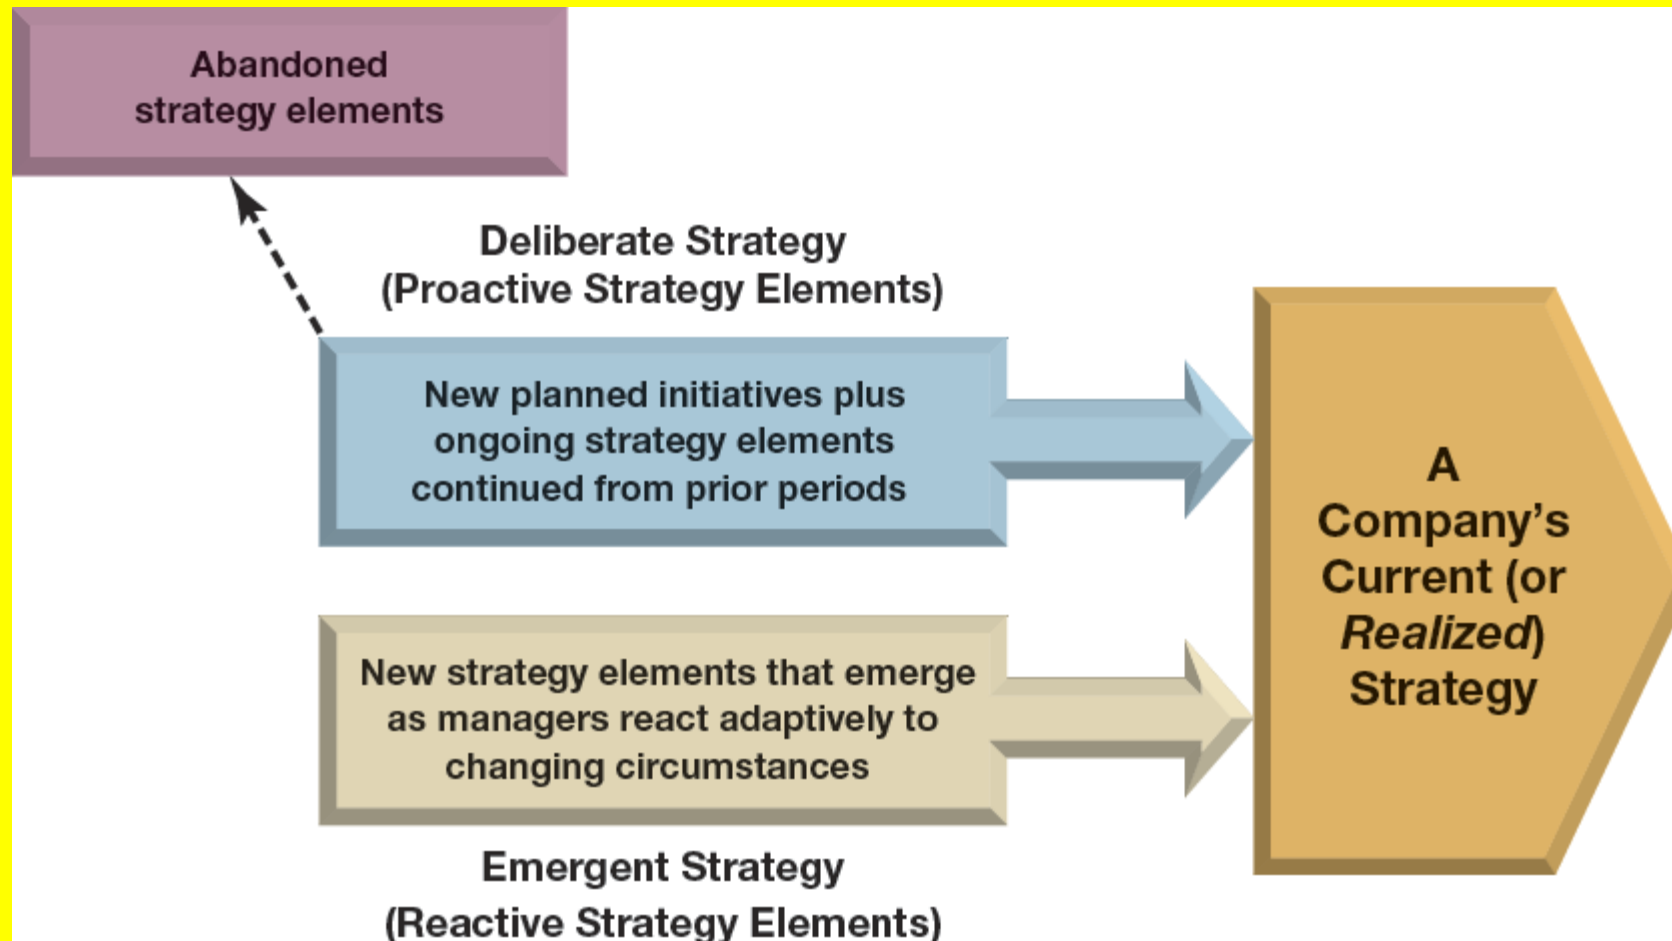 Abandoned
strategy elements
Deliberate Strategy
(Proactive Strategy Elements)
New planned initiatives plus
ongoing strategy elements
continued from prior periods
New strategy elements that emerge
as managers react adaptively to
changing circumstances
Emergent Strategy
(Reactive Strategy Elements)
A
Company’s
Current (or
Realized)
Strategy